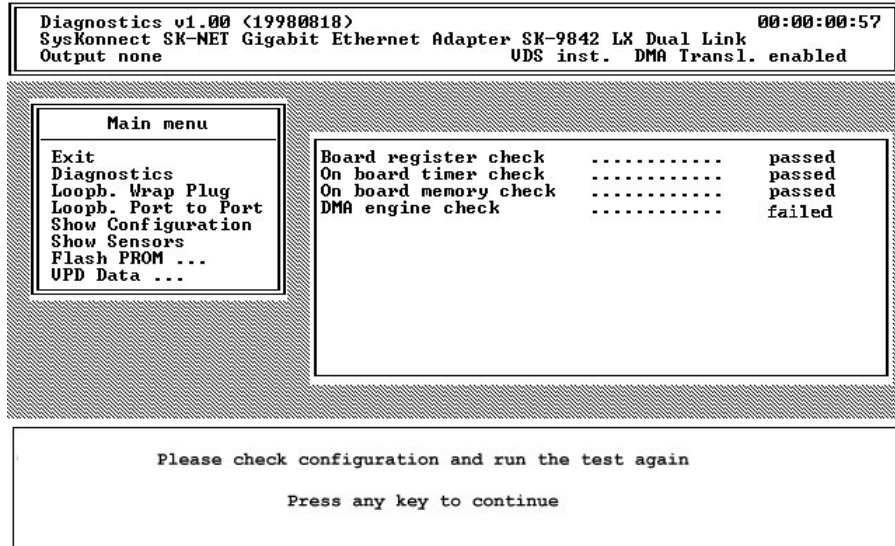 Diagnostics v1.00 (19980818) 00:00:00:57
SysKonnect SK-NET Gigabit Ethernet Adapter SK-9842 LX Dual Link
Output none VDS inst. DMA Transl. enabled
Main menu
Exit
Diagnostics
Loopb. Wrap Plug
Loopb. Port to Port
Show Configuration
Show Sensors
Flash PROM ...
VPD Data ...
Board register check ............ passed
On board timer check ............ passed
On board memory check ............ passed
DMA engine check ............ failed
Please check configuration and run the test again
Press any key to continue